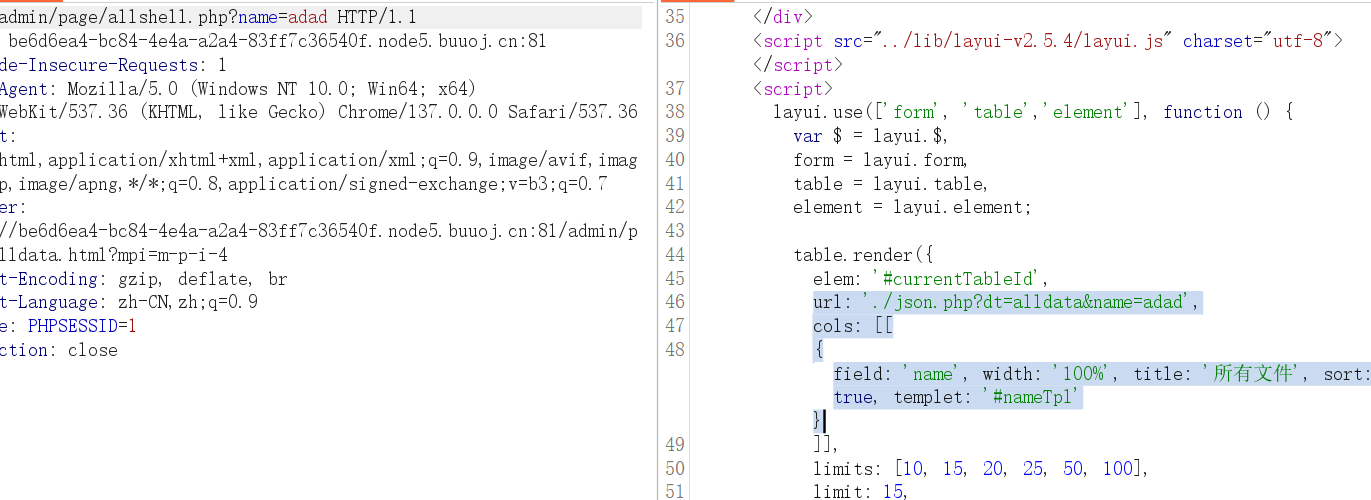 admin/page/allshell.php?name=adad HTTP/1.1
be6d6ea4-bc84-4e4a-a2a4-83ff7c36540f.node5.buuoj.cn:81
de-Insecure-Requests: 1
Agent: Mozilla/5.0 (Windows NT 10.0; Win64; x64)
WebKit/537.36 (KHTML, like Gecko) Chrome/137.0.0.0 Safari/537.36
t:
html,application/xhtml+xml,application/xml;q=0.9,image/avif,imag
p,image/apng,*/*;q=0.8,application/signed-exchange;v=b3;q=0.7
er:
//be6d6ea4-bc84-4e4a-a2a4-83ff7c36540f.node5.buuoj.cn:81/admin/p
lldata.html?mpi=m-p-i-4
t-Encoding: gzip, deflate, br
t-Language: zh-CN,zh;q=0.9
e: PHPSESSID=1
ction: close
35 </div>
36 <script src="../lib/layui-v2.5.4/layui.js" charset="utf-8">
</script>
37 <script>
38 layui.use(['form', 'table','element'], function () {
39 var $ = layui.$,
40 form = layui.form,
41 table = layui.table,
42 element = layui.element;
43
44 table.render({
45 elem: '#currentTableId',
46 url: './json.php?dt=alldata&name=adad',
47 cols: [[
48 {
field: 'name', width: '100%', title: '所有文件', sort:
true, templet: '#nameTpl'
}
49 ]],
50 limits: [10, 15, 20, 25, 50, 100],
51 limit: 15,